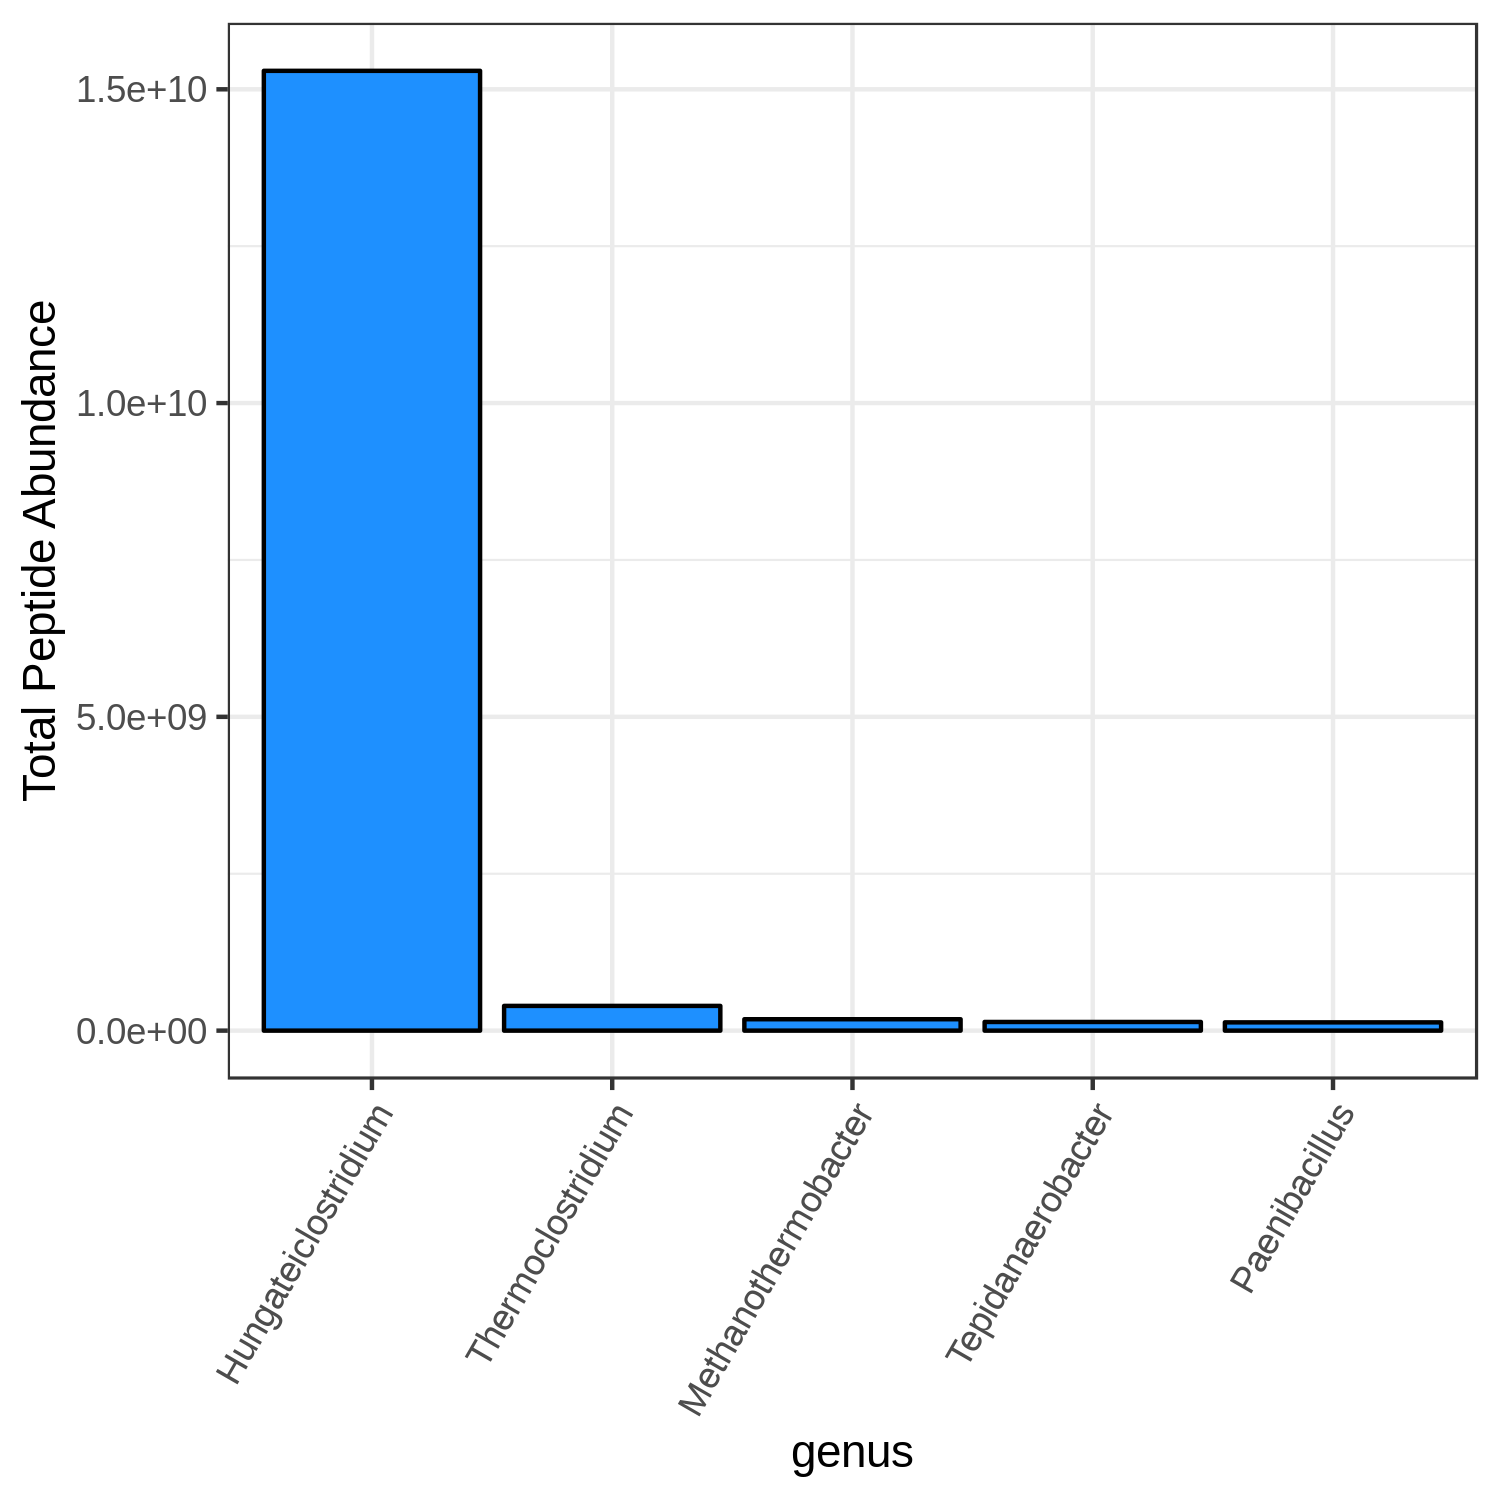 Total Peptide Abundance
1.5e+10
1.0e+10
5.0e+09
0.0e+00
Hungateiclostridium
Thermoclostridium
Methanothermobacter
Tepidanaerobacter
Paenibacillus
genus